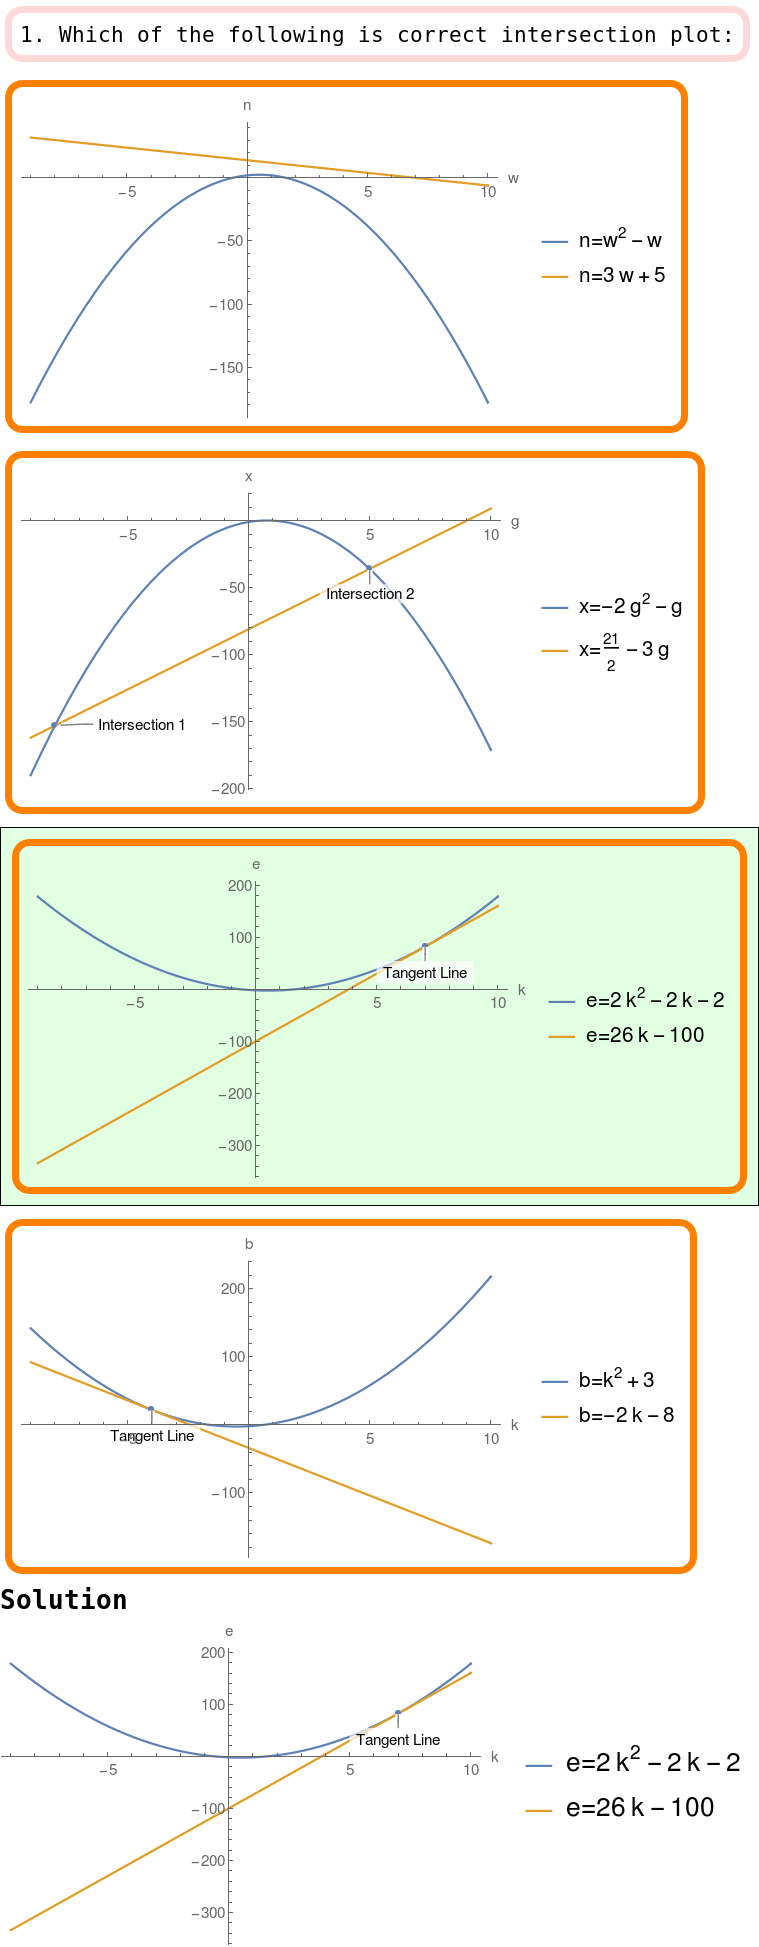 1. Which of the following is correct intersection plot:
n
w
−5
5
10
−50
−100
−150
n=w² − w
n=3 w + 5
x
g
−5
5
10
−50
−100
−150
−200
Intersection 2
Intersection 1
x=−2 g² − g
x=21/2 − 3 g
e
200
100
Tangent Line
k
−5
5
10
−100
−200
−300
e=2 k² − 2 k − 2
e=26 k − 100
b
200
100
k
5
10
Tangent Line
−100
b=k² + 3
b=−2 k − 8
Solution
e
200
100
Tangent Line
k
−5
5
10
−100
−200
−300
e=2 k² − 2 k − 2
e=26 k − 100